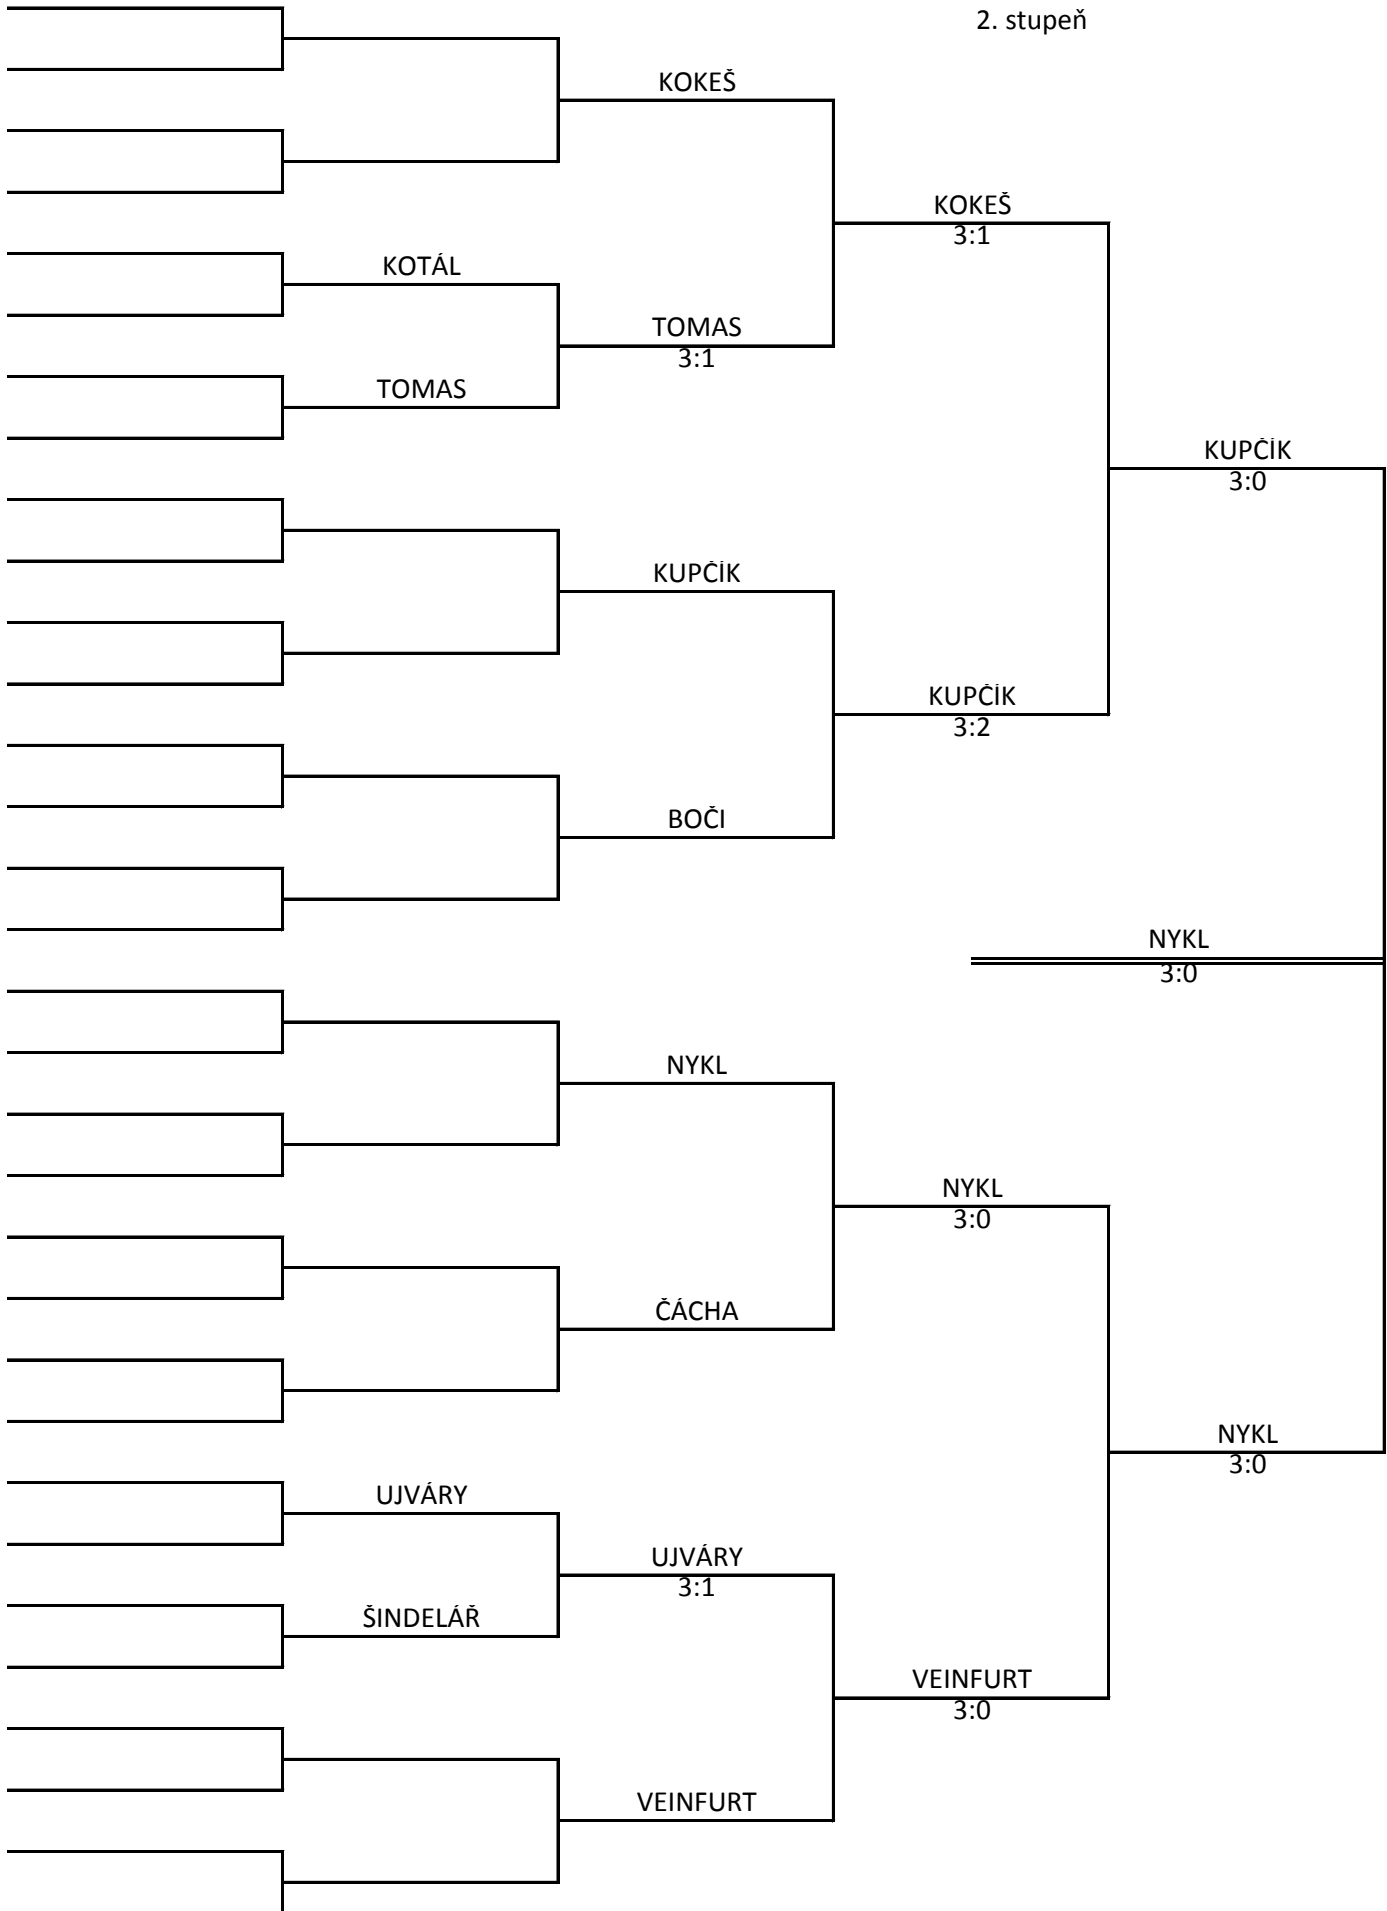 2. stupeň
KOKEŠ
KOKEŠ
3:1
KOTÁL
TOMAS
3:1
TOMAS
KUPČÍK
3:0
KUPČÍK
KUPČÍK
3:2
BOČI
NYKL
3:0
NYKL
NYKL
3:0
ČÁCHA
NYKL
3:0
UJVÁRY
UJVÁRY
3:1
ŠINDELÁŘ
VEINFURT
3:0
VEINFURT